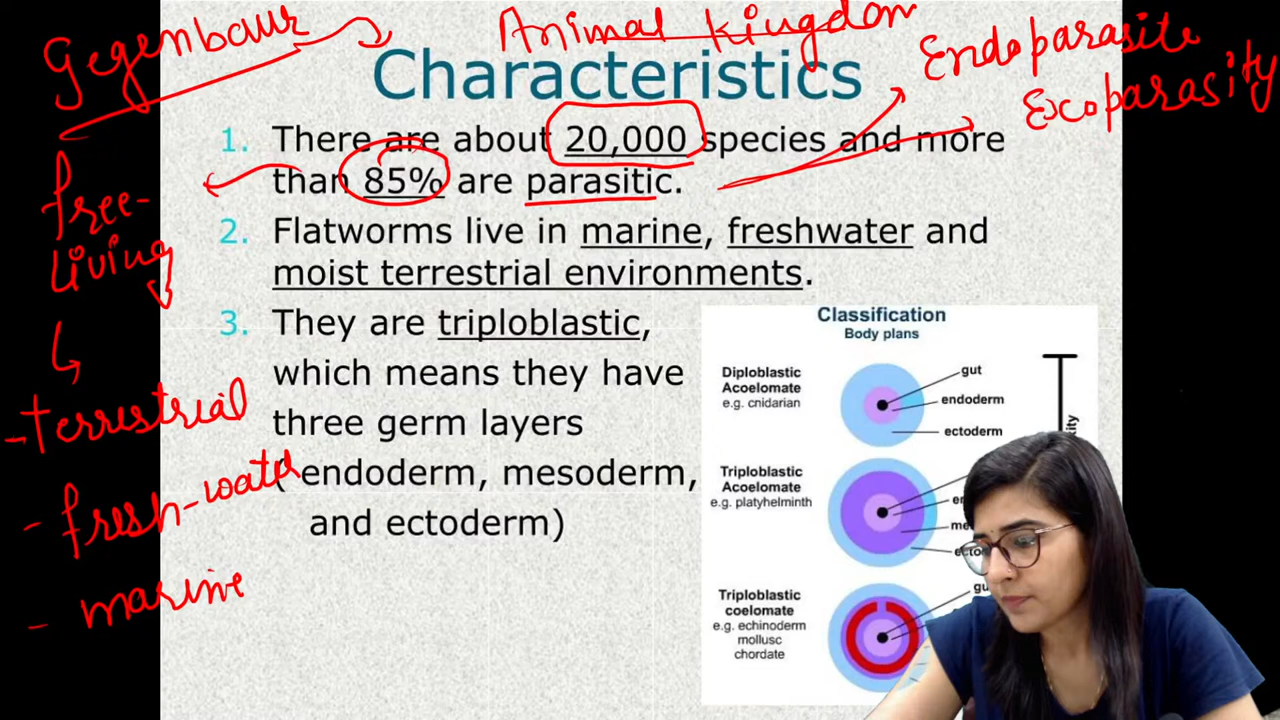 Gegenbaur
Animal kingdom
Endoparasite
Excoparasity
Characteristics
1. There are about 20,000 species and more
than 85% are parasitic.
free-
living
2. Flatworms live in marine, freshwater and
moist terrestrial environments.
3. They are triploblastic,
which means they have
three germ layers
( endoderm, mesoderm,
and ectoderm)
- Terrestrial
- fresh-water
- marine
Classification
Body plans
Diploblastic
Acoelomate
e.g. cnidarian
gut
endoderm
ectoderm
Triploblastic
Acoelomate
e.g. platyhelminth
Triploblastic
coelomate
e.g. echinoderm
mollusc
chordate